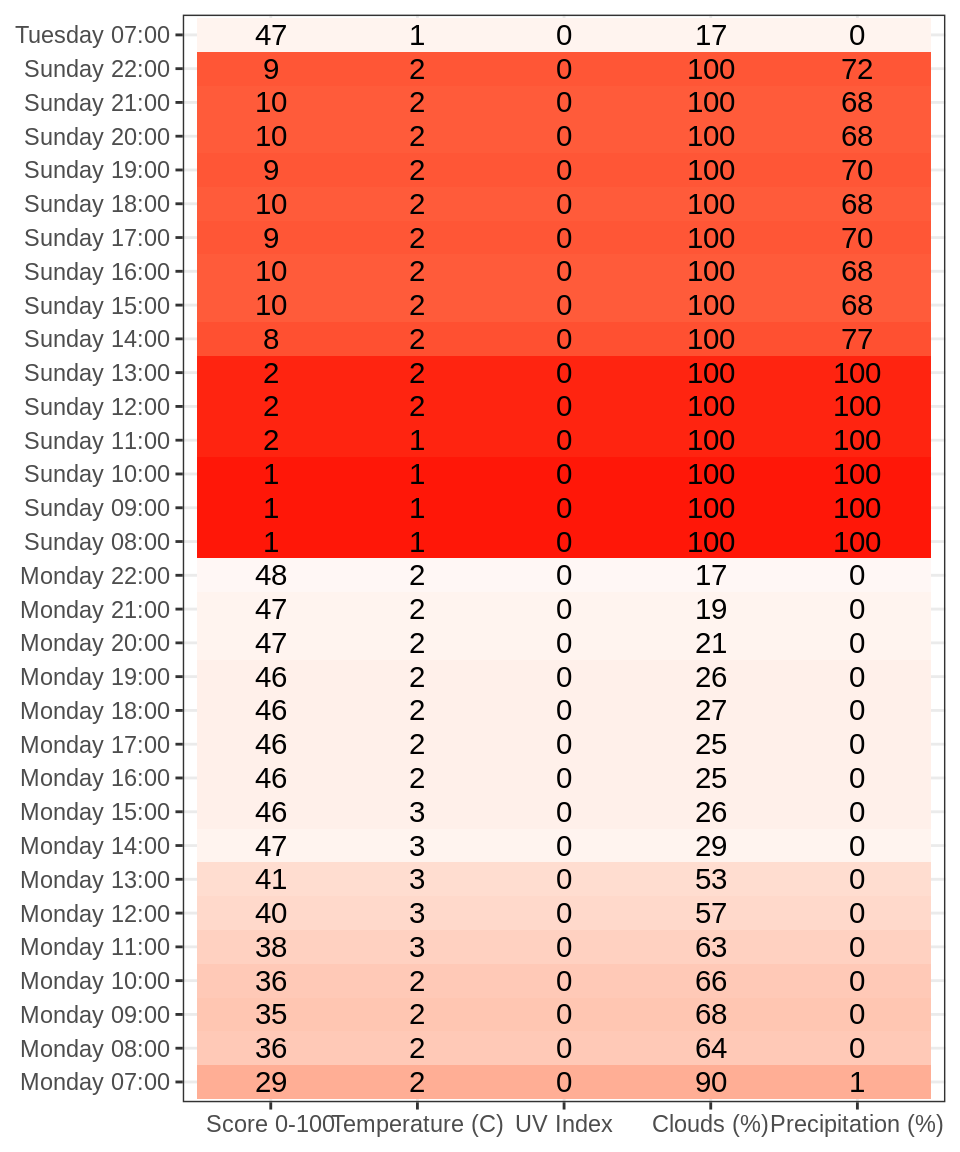 Tuesday 07:00 47 1 0 17 0
Sunday 22:00 9 2 0 100 72
Sunday 21:00 10 2 0 100 68
Sunday 20:00 10 2 0 100 68
Sunday 19:00 9 2 0 100 70
Sunday 18:00 10 2 0 100 68
Sunday 17:00 9 2 0 100 70
Sunday 16:00 10 2 0 100 68
Sunday 15:00 10 2 0 100 68
Sunday 14:00 8 2 0 100 77
Sunday 13:00 2 2 0 100 100
Sunday 12:00 2 2 0 100 100
Sunday 11:00 2 1 0 100 100
Sunday 10:00 1 1 0 100 100
Sunday 09:00 1 1 0 100 100
Sunday 08:00 1 1 0 100 100
Monday 22:00 48 2 0 17 0
Monday 21:00 47 2 0 19 0
Monday 20:00 47 2 0 21 0
Monday 19:00 46 2 0 26 0
Monday 18:00 46 2 0 27 0
Monday 17:00 46 2 0 25 0
Monday 16:00 46 2 0 25 0
Monday 15:00 46 3 0 26 0
Monday 14:00 47 3 0 29 0
Monday 13:00 41 3 0 53 0
Monday 12:00 40 3 0 57 0
Monday 11:00 38 3 0 63 0
Monday 10:00 36 2 0 66 0
Monday 09:00 35 2 0 68 0
Monday 08:00 36 2 0 64 0
Monday 07:00 29 2 0 90 1
Score 0-100 Temperature (C) UV Index Clouds (%) Precipitation (%)